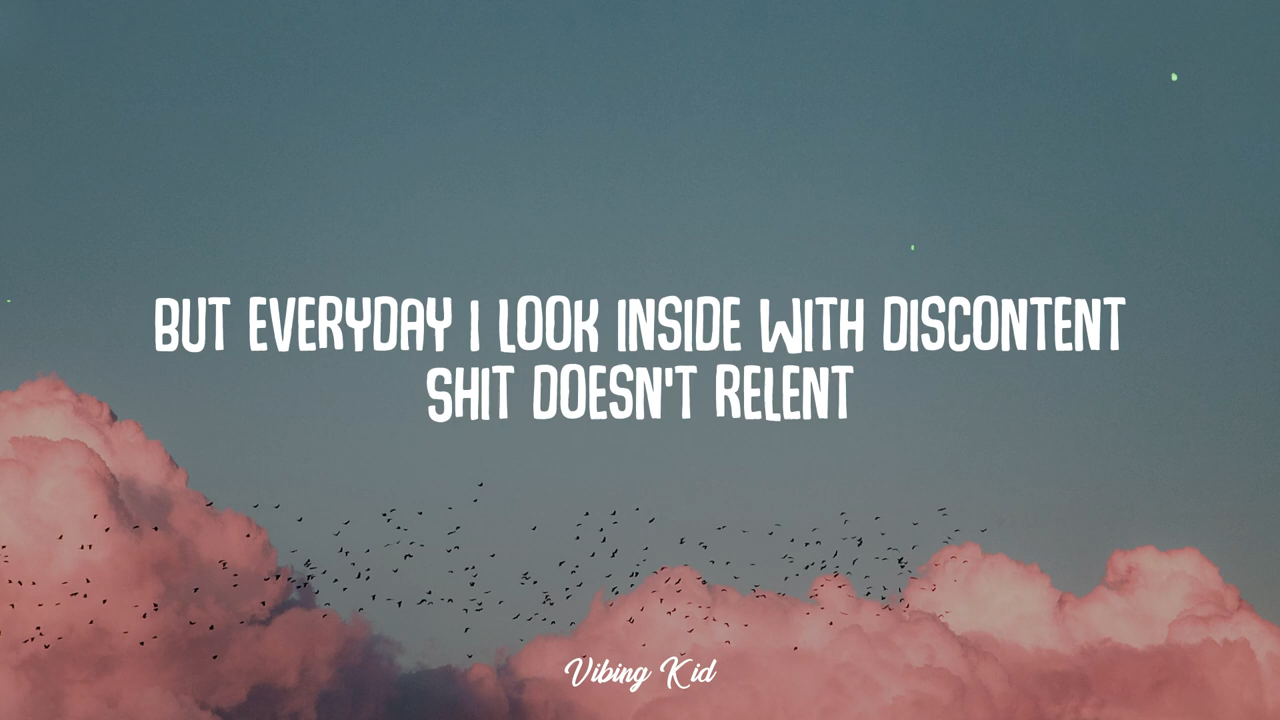 BUT EVERYDAY I LOOK INSIDE WITH DISCONTENT
SHIT DOESN'T RELENT
Vibing Kid